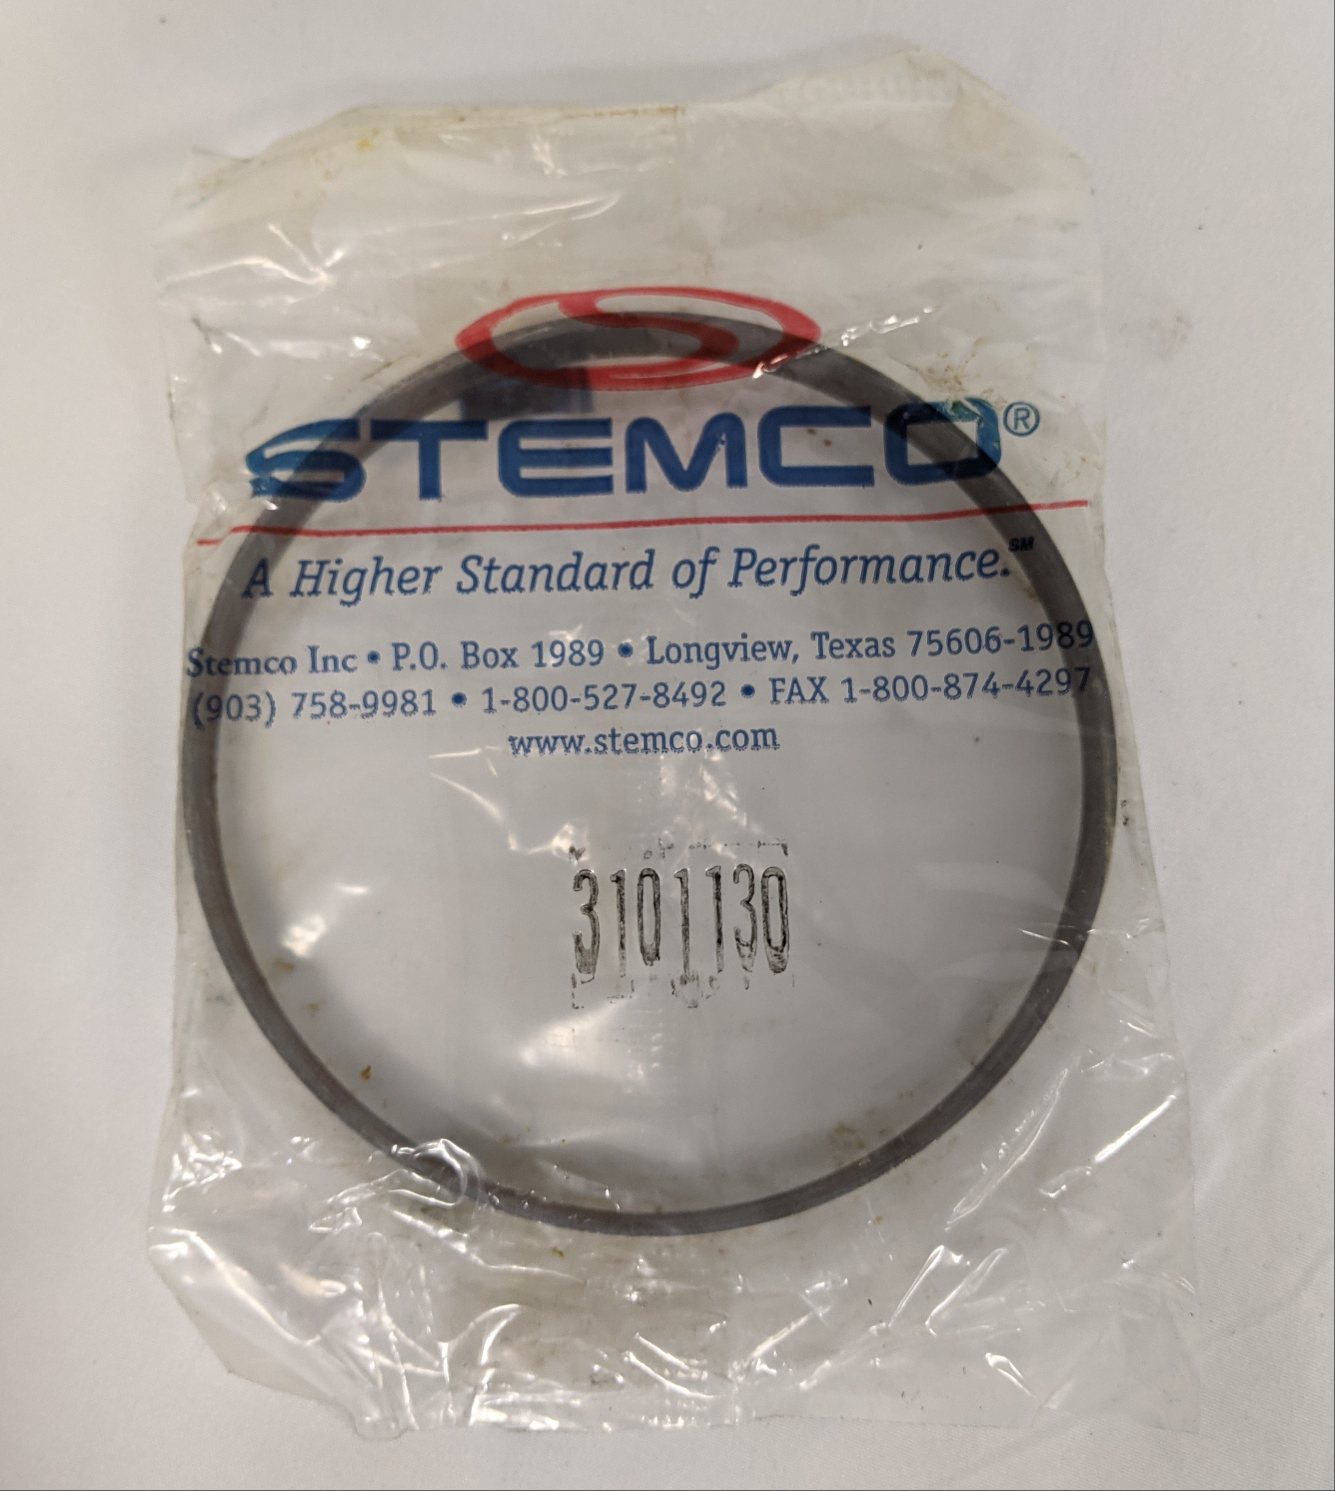 STEMCO®
A Higher Standard of Performance.℠
Stemco Inc • P.O. Box 1989 • Longview, Texas 75606-1989
(903) 758-9981 • 1-800-527-8492 • FAX 1-800-874-4297
www.stemco.com
3101130